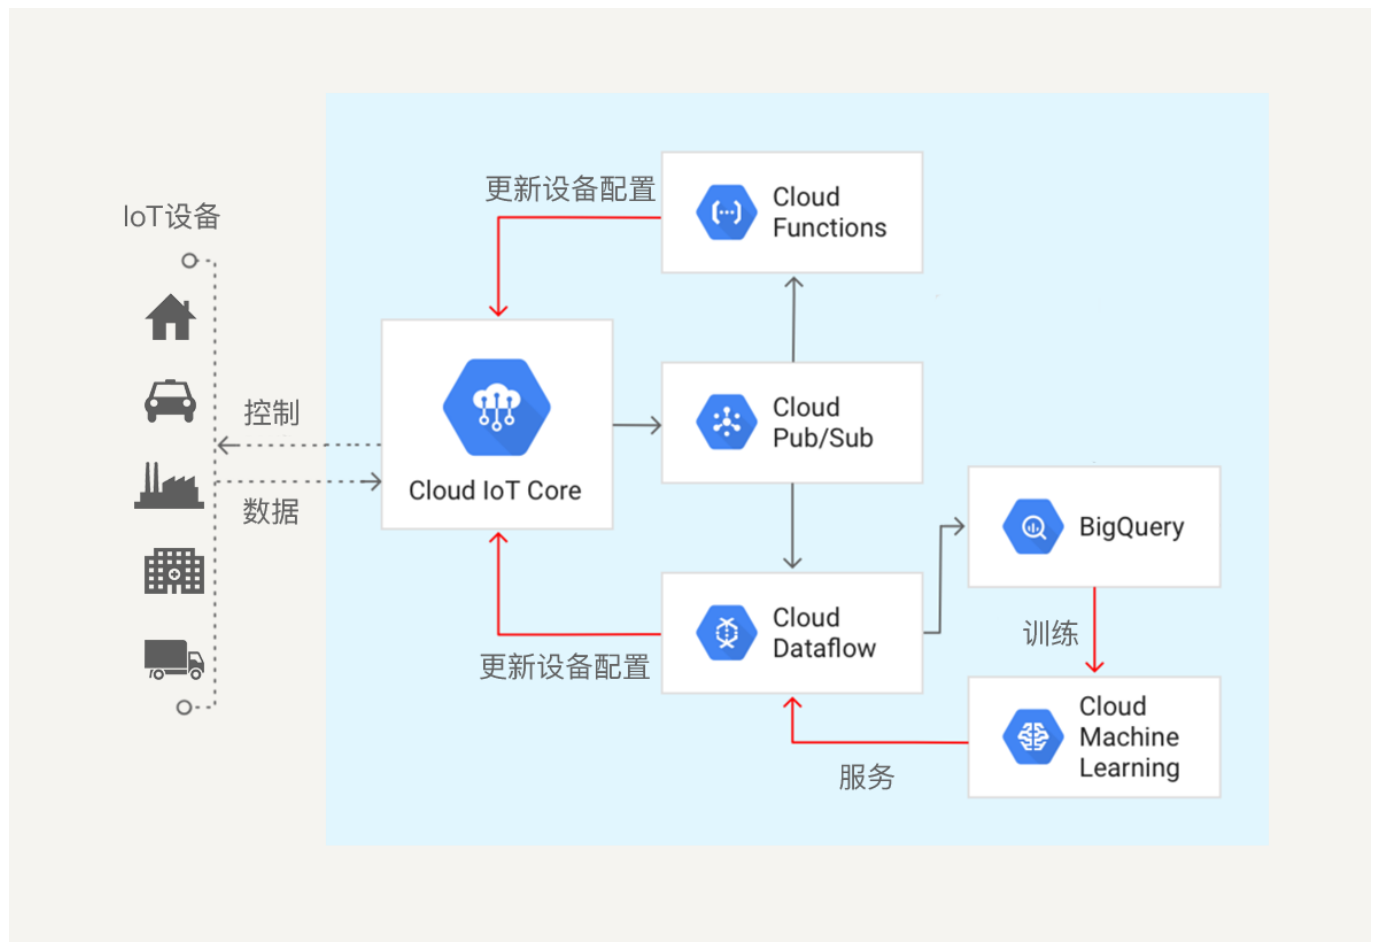 IoT设备
控制
数据
更新设备配置
Cloud
Functions
Cloud IoT Core
Cloud
Pub/Sub
Cloud
Dataflow
更新设备配置
BigQuery
训练
Cloud
Machine
Learning
服务